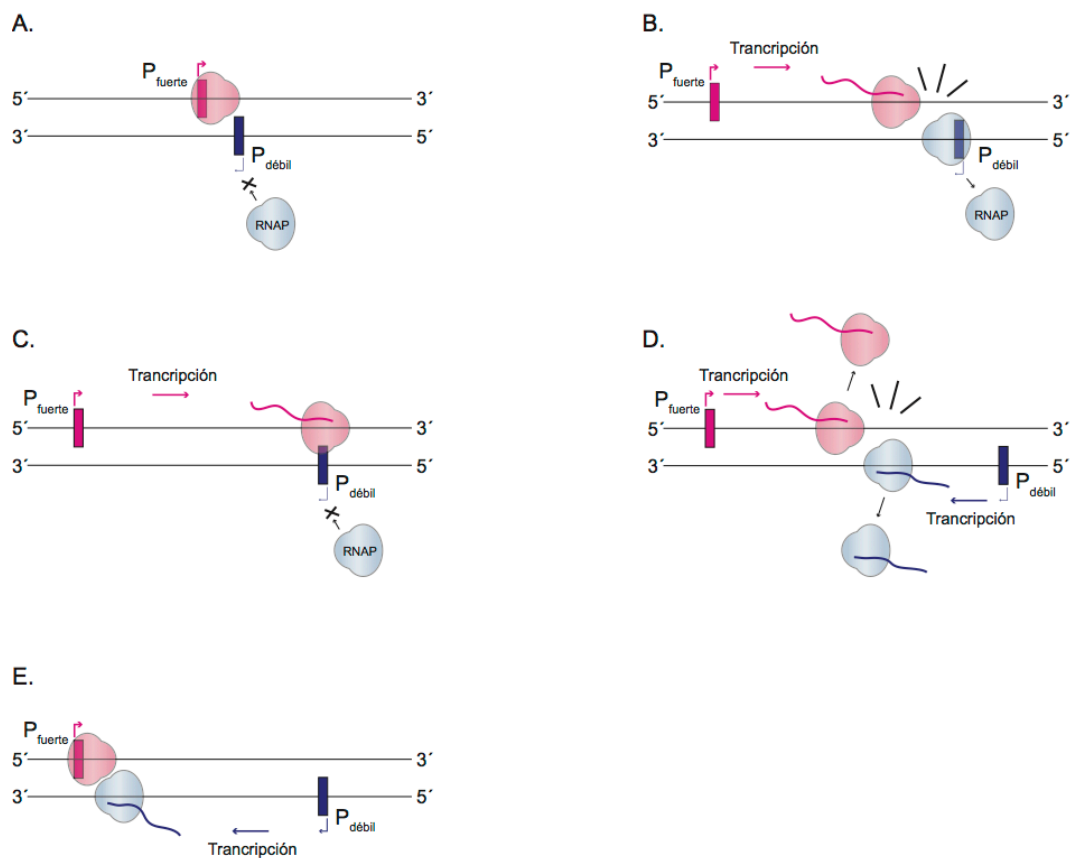 A.
P fuerte
5´ 3´
3´ 5´
P débil
RNAP
B.
Trancripción
P fuerte
5´ 3´
3´ 5´
P débil
RNAP
C.
Trancripción
P fuerte
5´ 3´
3´ 5´
P débil
RNAP
D.
Trancripción
P fuerte
5´ 3´
3´ 5´
P débil
Trancripción
E.
P fuerte
5´ 3´
3´ 5´
P débil
Trancripción